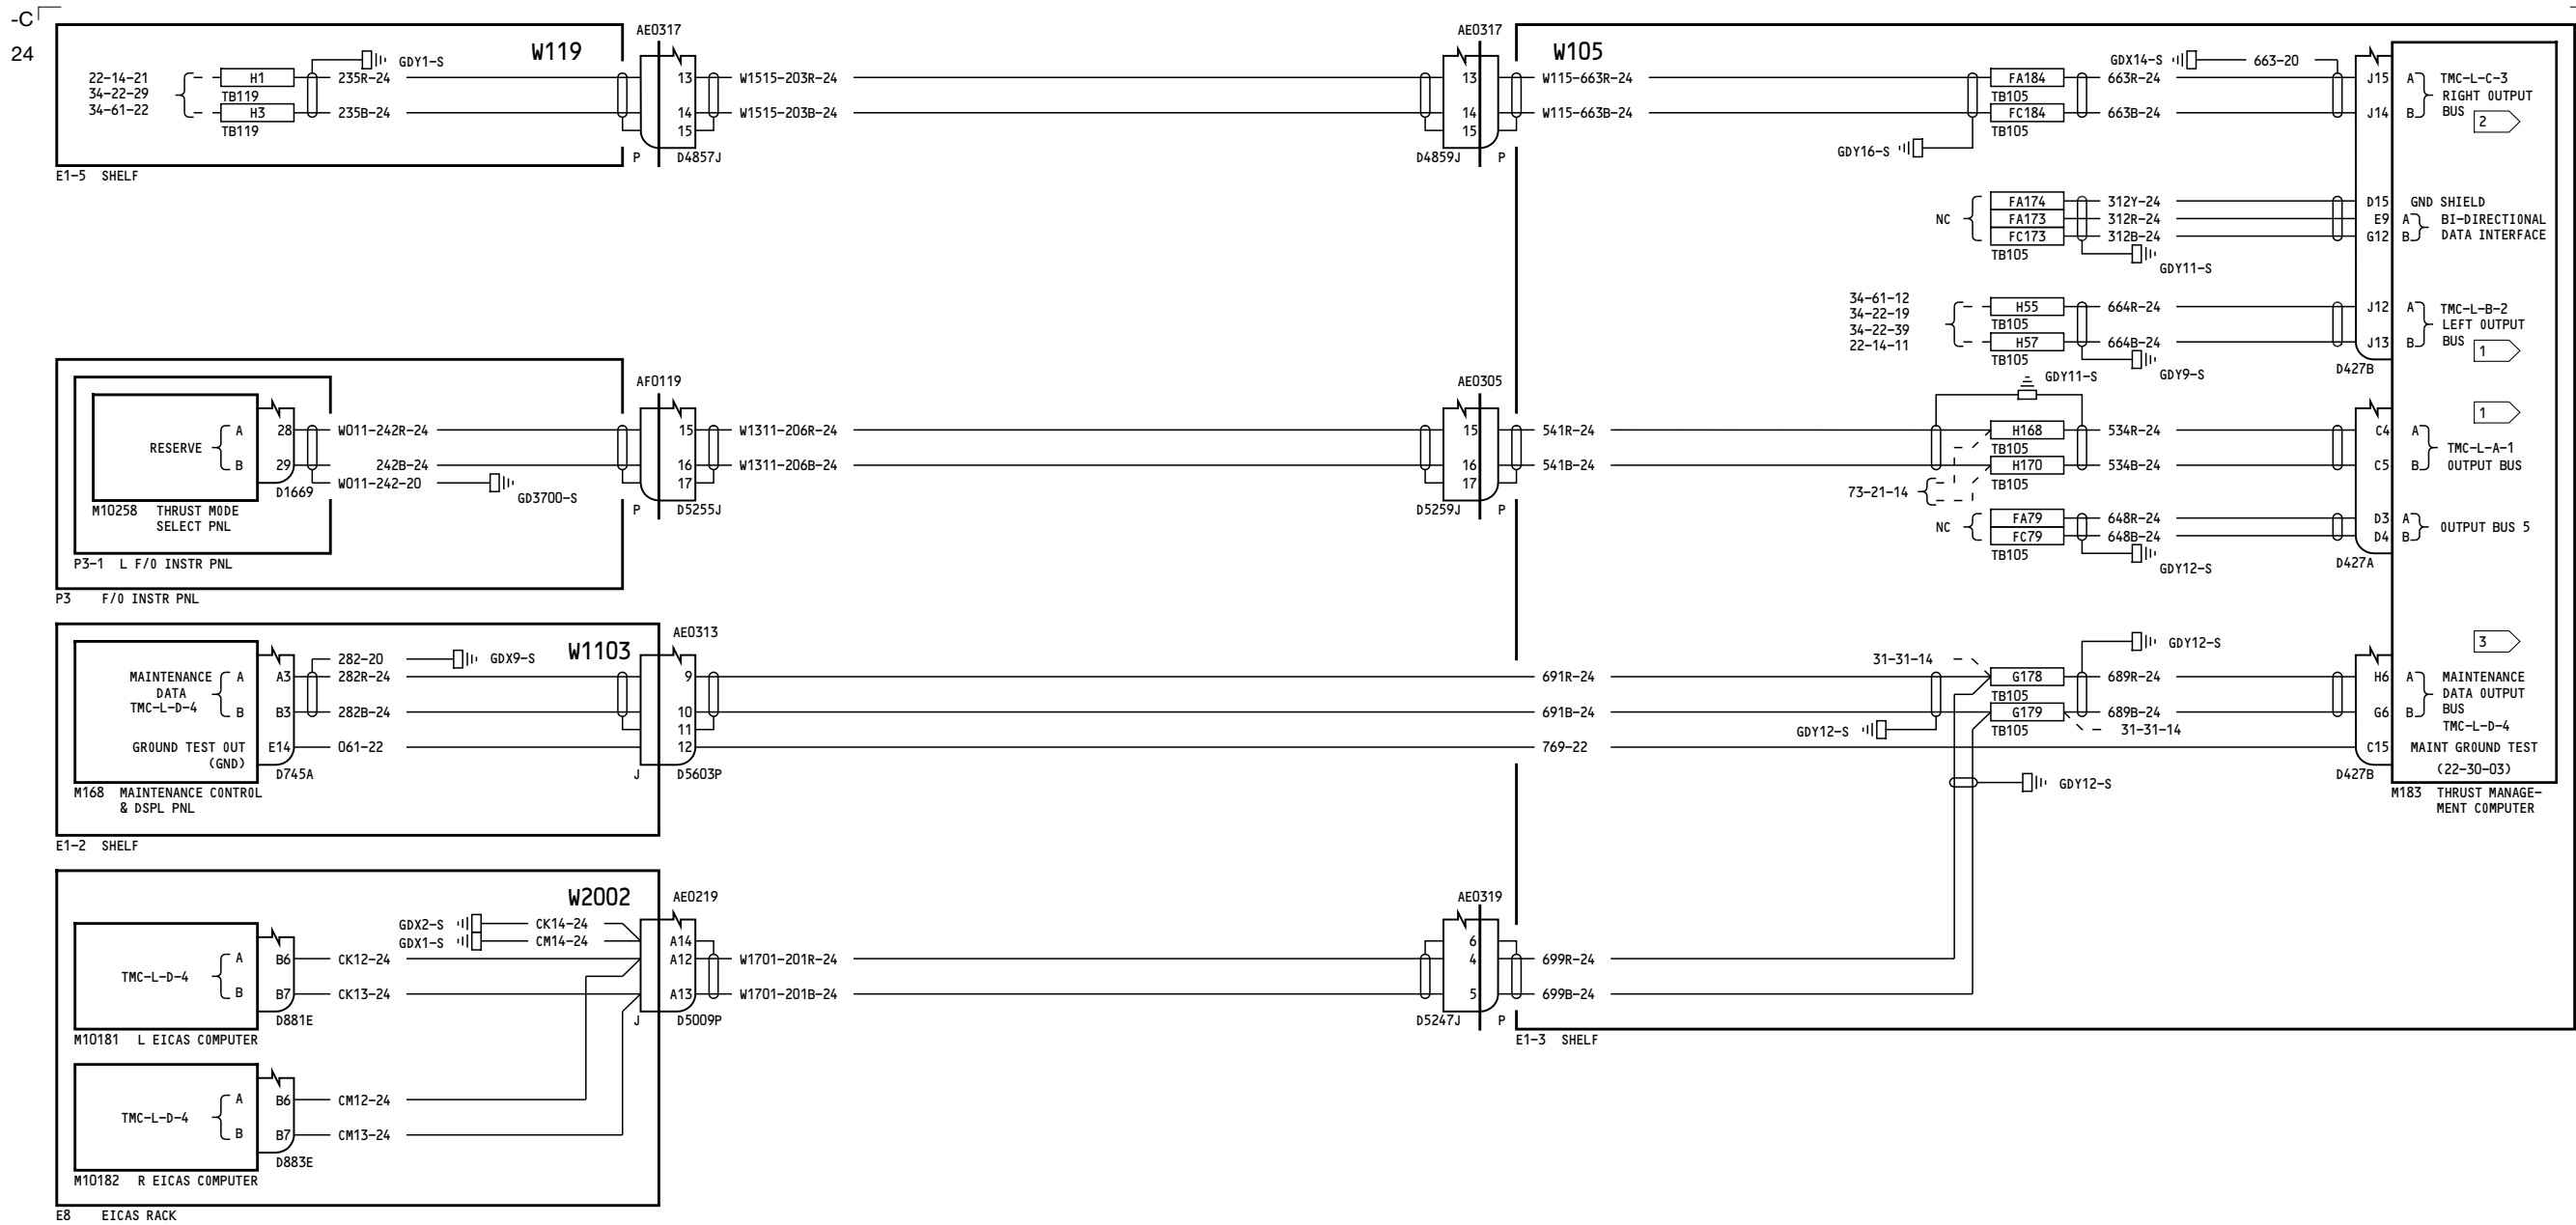 -C
24
W119
AE0317
GDY1-S
22-14-21
34-22-29
34-61-22
H1
TB119
H3
TB119
235R-24
235B-24
13
14
15
P
D4857J
E1-5 SHELF
W1515-203R-24
W1515-203B-24
AE0317
13
14
15
D4859J
P
W105
W115-663R-24
W115-663B-24
GDY16-S
FA184
TB105
FC184
TB105
GDX14-S
663-20
663R-24
663B-24
J15
J14
A
B
TMC-L-C-3
RIGHT OUTPUT
BUS
2
NC
FA174
FA173
FC173
TB105
312Y-24
312R-24
312B-24
GDY11-S
D15
E9
G12
GND SHIELD
A
B
BI-DIRECTIONAL
DATA INTERFACE
34-61-12
34-22-19
34-22-39
22-14-11
H55
TB105
H57
TB105
664R-24
664B-24
GDY9-S
J12
J13
D427B
A
B
TMC-L-B-2
LEFT OUTPUT
BUS
1
RESERVE
A
B
28
29
D1669
W011-242R-24
242B-24
W011-242-20
GD3700-S
M10258 THRUST MODE
SELECT PNL
P3-1 L F/O INSTR PNL
P3 F/O INSTR PNL
AF0119
15
16
17
P
D5255J
W1311-206R-24
W1311-206B-24
AE0305
15
16
17
D5259J
P
541R-24
541B-24
GDY11-S
H168
TB105
H170
TB105
73-21-14
534R-24
534B-24
C4
C5
A
B
1
TMC-L-A-1
OUTPUT BUS
NC
FA79
FC79
TB105
648R-24
648B-24
GDY12-S
D3
D4
D427A
A
B
OUTPUT BUS 5
W1103
AE0313
MAINTENANCE
DATA
TMC-L-D-4
A
B
GROUND TEST OUT
(GND)
A3
B3
E14
D745A
282-20
282R-24
282B-24
061-22
GDX9-S
M168 MAINTENANCE CONTROL
& DSPL PNL
E1-2 SHELF
9
10
11
12
J
D5603P
691R-24
691B-24
769-22
31-31-14
GDY12-S
G178
TB105
G179
TB105
GDY12-S
689R-24
689B-24
31-31-14
GDY12-S
H6
G6
C15
D427B
3
A
B
MAINTENANCE
DATA OUTPUT
BUS
TMC-L-D-4
MAINT GROUND TEST
(22-30-03)
M183 THRUST MANAGE-
MENT COMPUTER
W2002
AE0219
GDX2-S
GDX1-S
CK14-24
CM14-24
TMC-L-D-4
A
B
B6
B7
D881E
CK12-24
CK13-24
M10181 L EICAS COMPUTER
A14
A12
A13
J
D5009P
W1701-201R-24
W1701-201B-24
AE0319
6
4
5
D5247J
P
699R-24
699B-24
E1-3 SHELF
TMC-L-D-4
A
B
B6
B7
D883E
CM12-24
CM13-24
M10182 R EICAS COMPUTER
E8 EICAS RACK